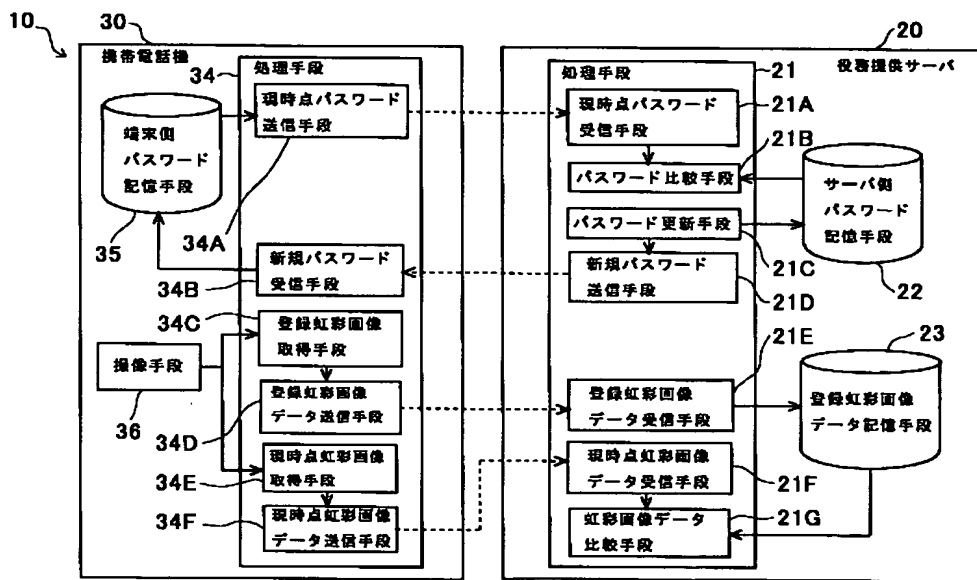 10
30
携帯電話機
34
処理手段
現時点パスワード
送信手段
34A
端末側
パスワード
記憶手段
35
新規パスワード
受信手段
34B
34C
登録虹彩画像
取得手段
撮像手段
36
登録虹彩画像
データ送信手段
34D
現時点虹彩画像
取得手段
34E
現時点虹彩画像
データ送信手段
34F
20
役務提供サーバ
処理手段
21
現時点パスワード
受信手段
21A
21B
パスワード比較手段
サーバ側
パスワード
記憶手段
22
パスワード更新手段
21C
新規パスワード
送信手段
21D
21E
登録虹彩画像
データ受信手段
23
登録虹彩画像
データ記憶手段
現時点虹彩画像
データ受信手段
21F
虹彩画像データ
比較手段
21G